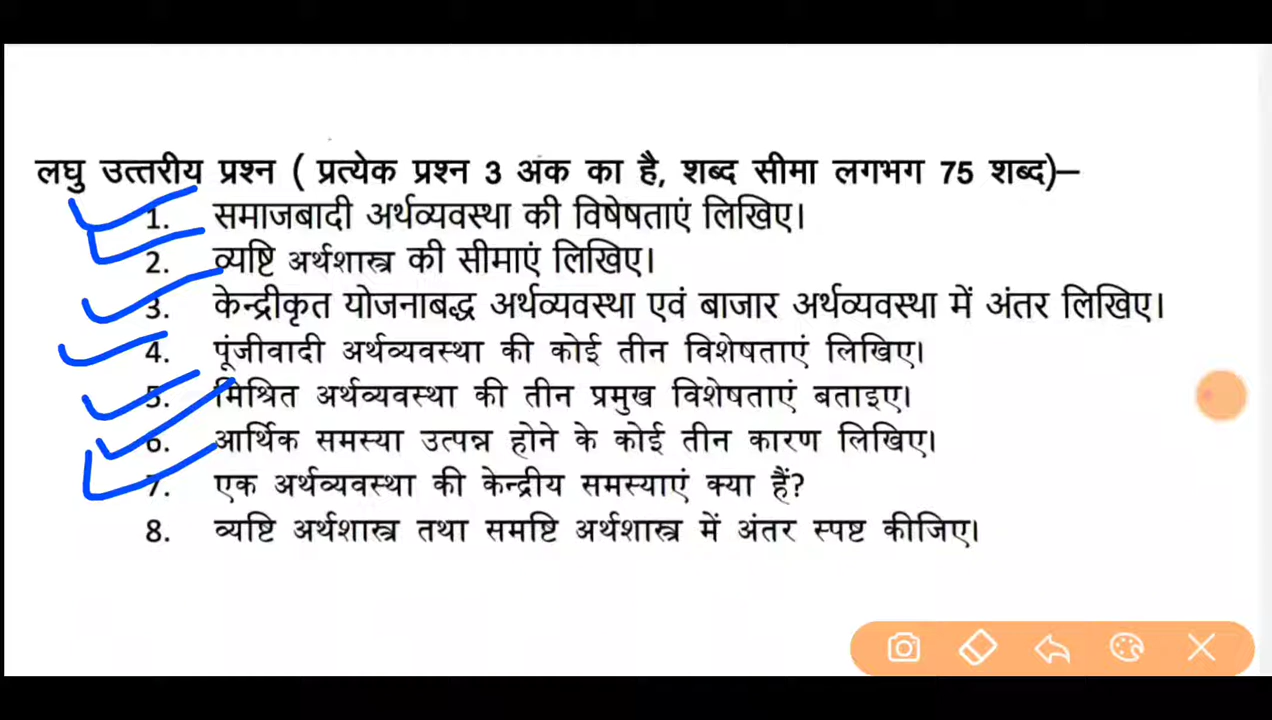 लघु उत्तरीय प्रश्न ( प्रत्येक प्रश्न 3 अंक का है, शब्द सीमा लगभग 75 शब्द)–
1. समाजबादी अर्थव्यवस्था की विषेषताएं लिखिए।
2. व्यष्टि अर्थशास्त्र की सीमाएं लिखिए।
3. केन्द्रीकृत योजनाबद्ध अर्थव्यवस्था एवं बाजार अर्थव्यवस्था में अंतर लिखिए।
4. पूंजीवादी अर्थव्यवस्था की कोई तीन विशेषताएं लिखिए।
5. मिश्रित अर्थव्यवस्था की तीन प्रमुख विशेषताएं बताइए।
6. आर्थिक समस्या उत्पन्न होने के कोई तीन कारण लिखिए।
7. एक अर्थव्यवस्था की केन्द्रीय समस्याएं क्या हैं?
8. व्यष्टि अर्थशास्त्र तथा समष्टि अर्थशास्त्र में अंतर स्पष्ट कीजिए।